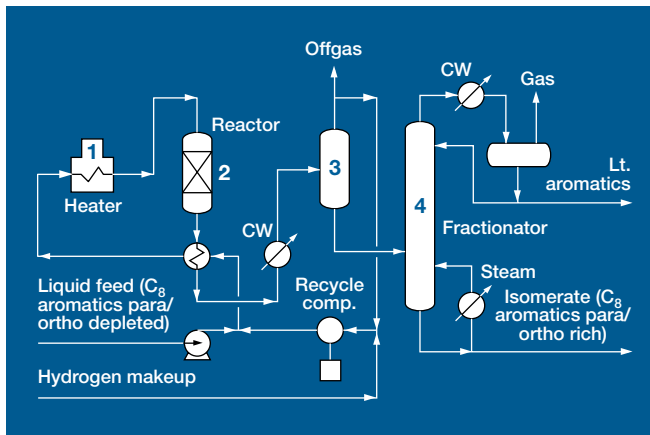 Offgas
CW
Gas
Reactor
1
2
3
4
Heater
Lt.
aromatics
Fractionator
CW
Steam
Liquid feed (C₈
aromatics para/
ortho depleted)
Recycle
comp.
Isomerate (C₈
aromatics para/
ortho rich)
Hydrogen makeup